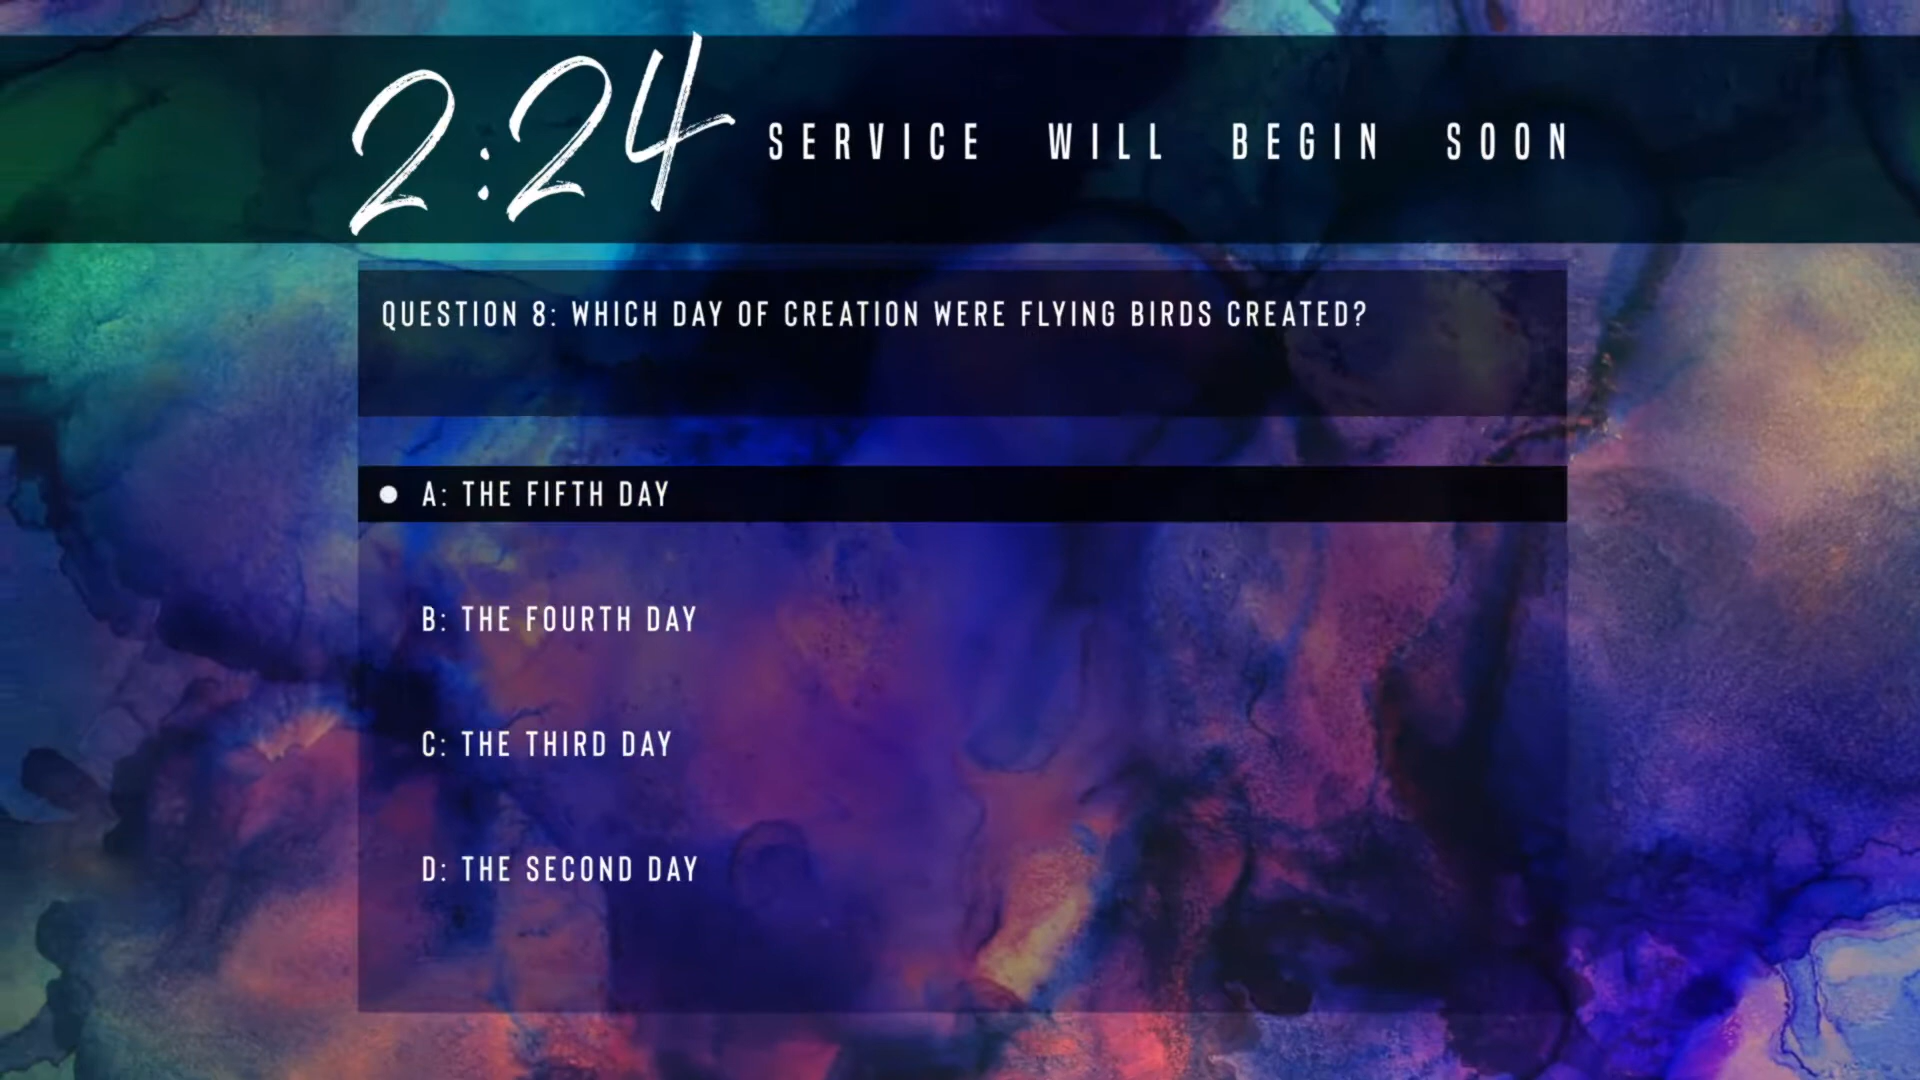 2:24 SERVICE WILL BEGIN SOON
QUESTION 8: WHICH DAY OF CREATION WERE FLYING BIRDS CREATED?
A: THE FIFTH DAY
B: THE FOURTH DAY
C: THE THIRD DAY
D: THE SECOND DAY